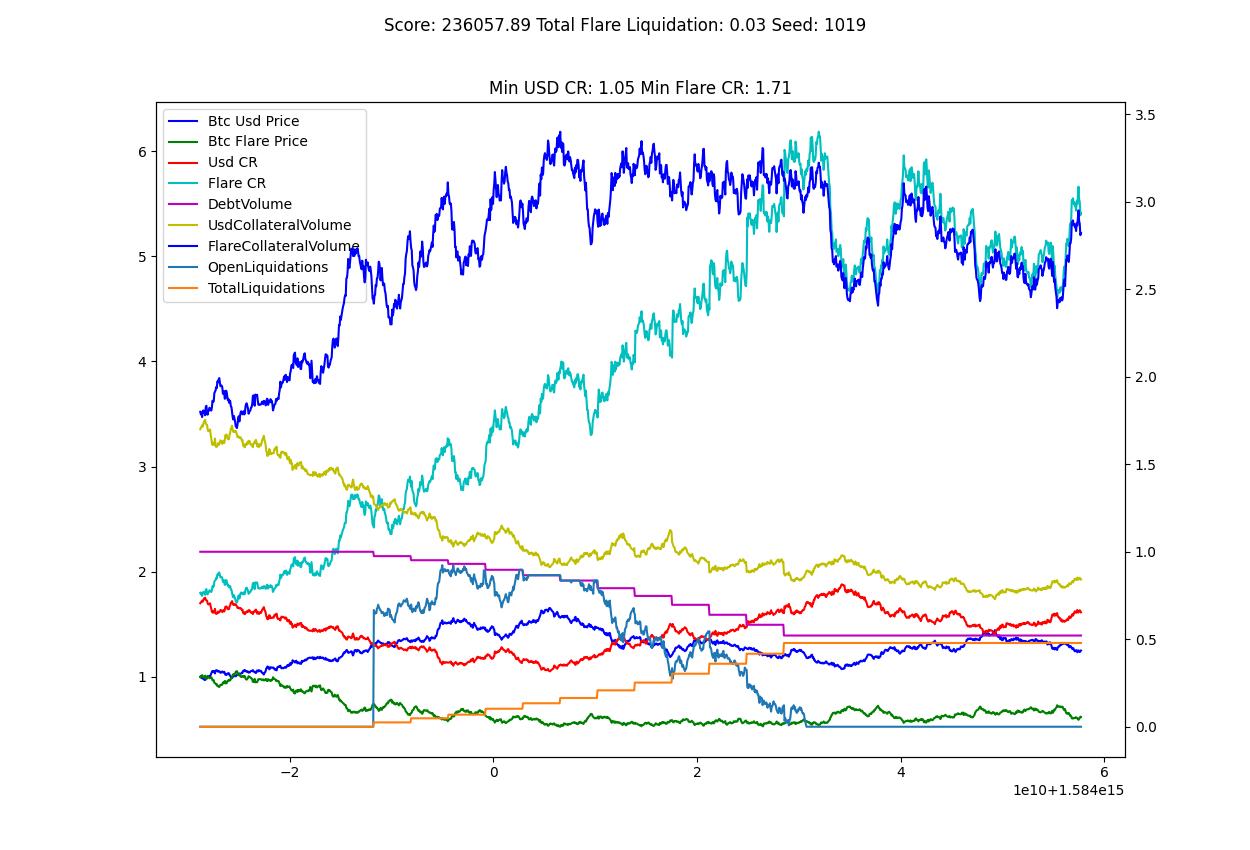 Score: 236057.89 Total Flare Liquidation: 0.03 Seed: 1019
Min USD CR: 1.05 Min Flare CR: 1.71
Btc Usd Price
Btc Flare Price
Usd CR
Flare CR
DebtVolume
UsdCollateralVolume
FlareCollateralVolume
OpenLiquidations
TotalLiquidations
6
5
4
3
2
1
3.5
3.0
2.5
2.0
1.5
1.0
0.5
0.0
−2 0 2 4 6
1e10+1.584e15